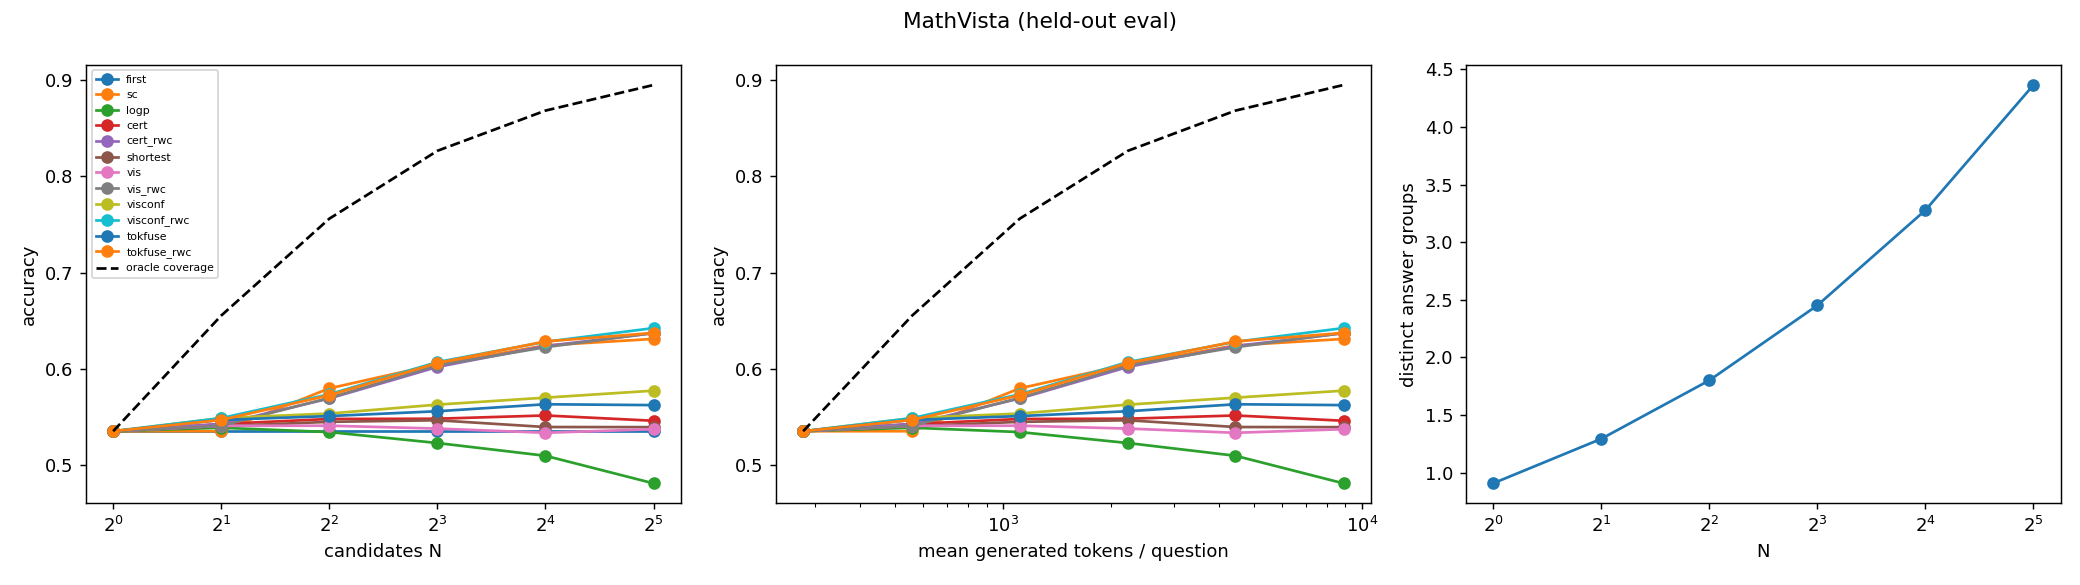 MathVista (held-out eval)
accuracy
0.9
0.8
0.7
0.6
0.5
first
sc
logp
cert
cert_rwc
shortest
vis
vis_rwc
visconf
visconf_rwc
tokfuse
tokfuse_rwc
oracle coverage
2^0 2^1 2^2 2^3 2^4 2^5
candidates N
accuracy
0.9
0.8
0.7
0.6
0.5
10^3 10^4
mean generated tokens / question
distinct answer groups
4.5
4.0
3.5
3.0
2.5
2.0
1.5
1.0
2^0 2^1 2^2 2^3 2^4 2^5
N